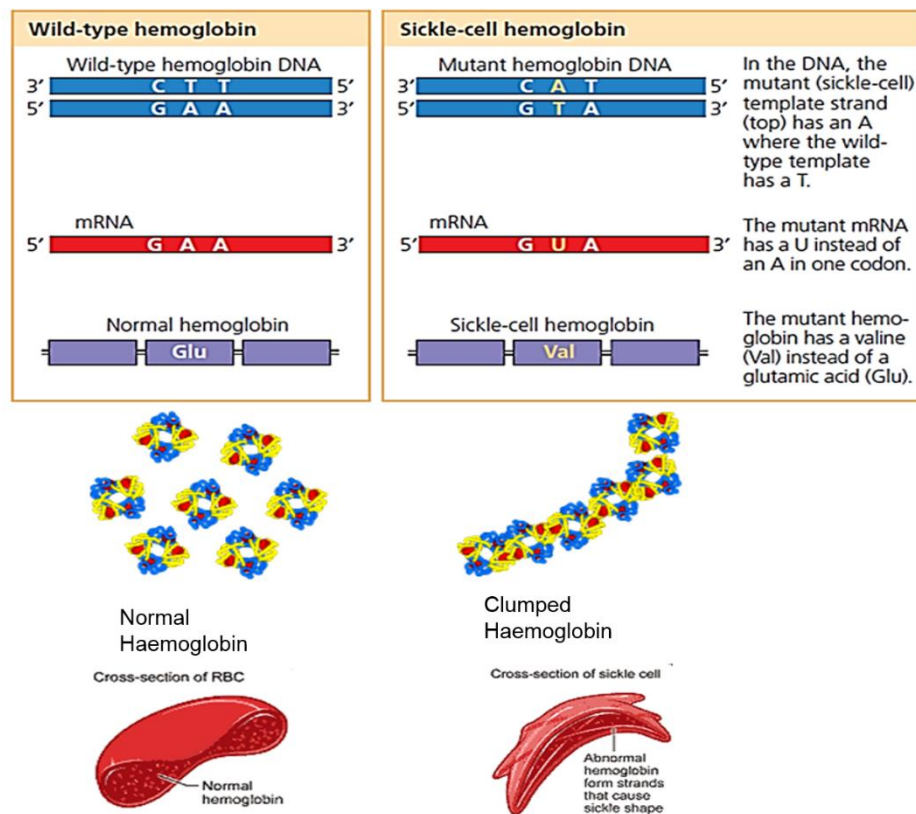 Wild-type hemoglobin
Wild-type hemoglobin DNA
3′ C T T 5′
5′ G A A 3′
mRNA
5′ G A A 3′
Normal hemoglobin
Glu
Sickle-cell hemoglobin
Mutant hemoglobin DNA
3′ C A T 5′
5′ G T A 3′
In the DNA, the
mutant (sickle-cell)
template strand
(top) has an A
where the wild-
type template
has a T.
mRNA
5′ G U A 3′
The mutant mRNA
has a U instead of
an A in one codon.
Sickle-cell hemoglobin
Val
The mutant hemo-
globin has a valine
(Val) instead of a
glutamic acid (Glu).
Normal
Haemoglobin
Clumped
Haemoglobin
Cross-section of RBC
Normal
hemoglobin
Cross-section of sickle cell
Abnormal
hemoglobin
form strands
that cause
sickle shape